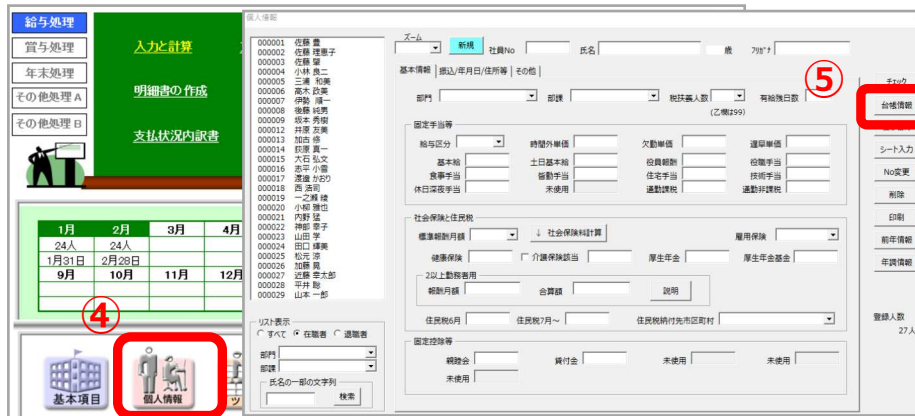 給与処理
賞与処理
年末処理
その他処理A
その他処理B
入力と計算
明細書の作成
支払状況内訳書
1月 2月 3月 4月
24人 24人
1月31日 2月28日
9月 10月 11月 12月
④
基本項目
個人情報
個人情報
000001 佐藤 豊
000002 佐藤 理恵子
000003 佐藤 肇
000004 小林 良二
000005 三浦 和美
000006 高木 政美
000007 伊勢 順一
000008 後藤 純男
000009 坂本 秀樹
000012 井原 友美
000013 加古 修
000014 荻原 真一
000015 大石 弘文
000016 志平 小雪
000017 渡邉 かおり
000018 西 浩司
000019 一之瀬 綾
000020 小柳 雅也
000021 内野 猛
000022 神部 幸子
000023 山田 学
000024 田口 輝美
000025 松元 涼
000026 加藤 晃
000027 近藤 幸太郎
000028 平井 聡
000029 山本 一郎
リスト表示
すべて 在職者 退職者
部門
部課
氏名の一部の文字列
検索
ズーム
新規 社員No 氏名 歳 フリガナ
基本情報 振込/年月日/住所等 その他
⑤
部門 部課 税扶養人数 有給残日数
(乙欄は99)
固定手当等
給与区分 時間外単価 欠勤単価 遅早単価
基本給 土日基本給 役員報酬 役職手当
食事手当 皆勤手当 住宅手当 技術手当
休日深夜手当 未使用 通勤課税 通勤非課税
社会保険と住民税
標準報酬月額 ↓ 社会保険料計算 雇用保険
健康保険 介護保険該当 厚生年金 厚生年金基金
2以上勤務者用
報酬月額 合算額 説明
住民税6月 住民税7月～ 住民税納付先市区町村
固定控除等
親睦会 貸付金 未使用 未使用
未使用
チェック
台帳情報
シート入力
No変更
削除
印刷
前年情報
年調情報
登録人数
27人